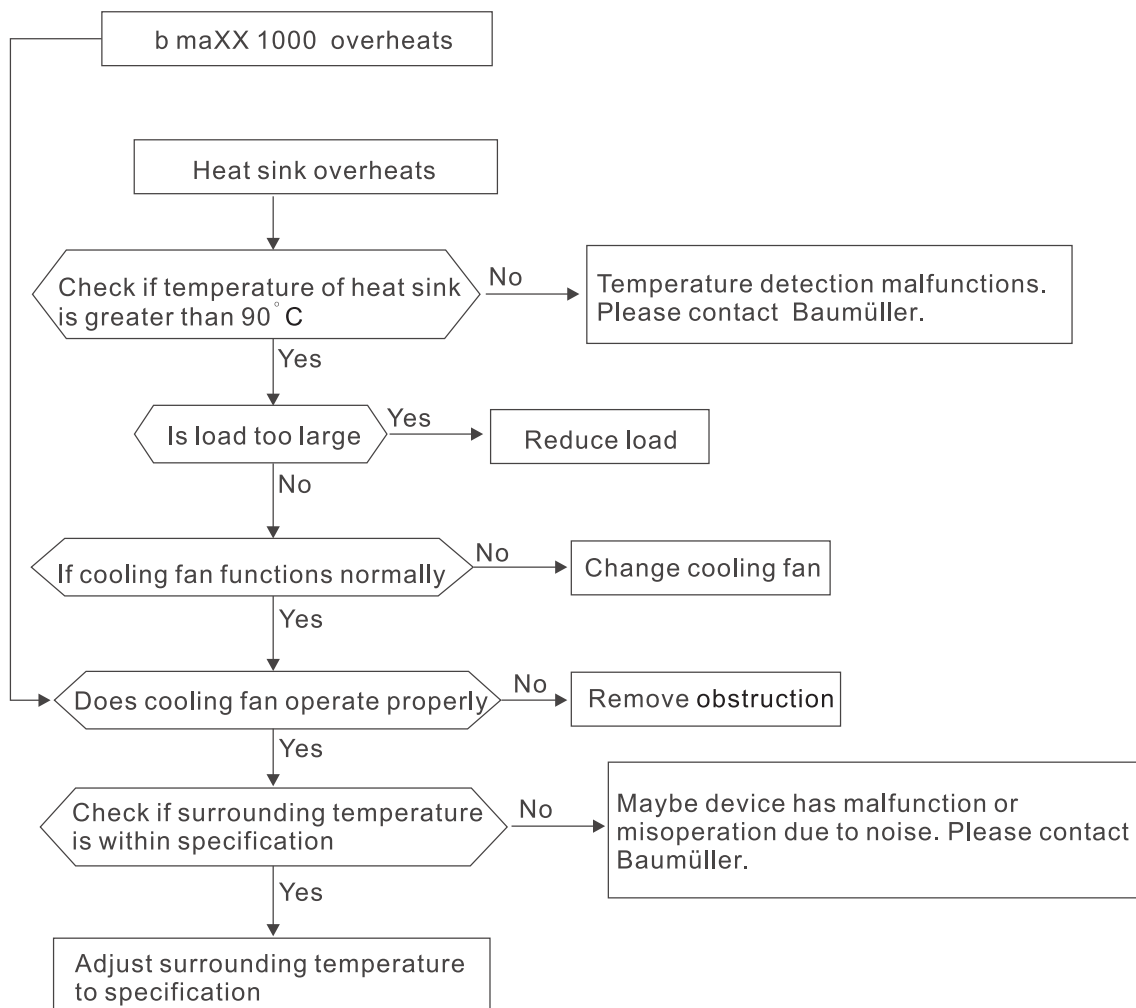 b maXX 1000 overheats
Heat sink overheats
Check if temperature of heat sink
is greater than 90°C
No
Temperature detection malfunctions.
Please contact Baumüller.
Yes
Is load too large
Yes
Reduce load
No
If cooling fan functions normally
No
Change cooling fan
Yes
Does cooling fan operate properly
No
Remove obstruction
Yes
Check if surrounding temperature
is within specification
No
Maybe device has malfunction or
misoperation due to noise. Please contact
Baumüller.
Yes
Adjust surrounding temperature
to specification